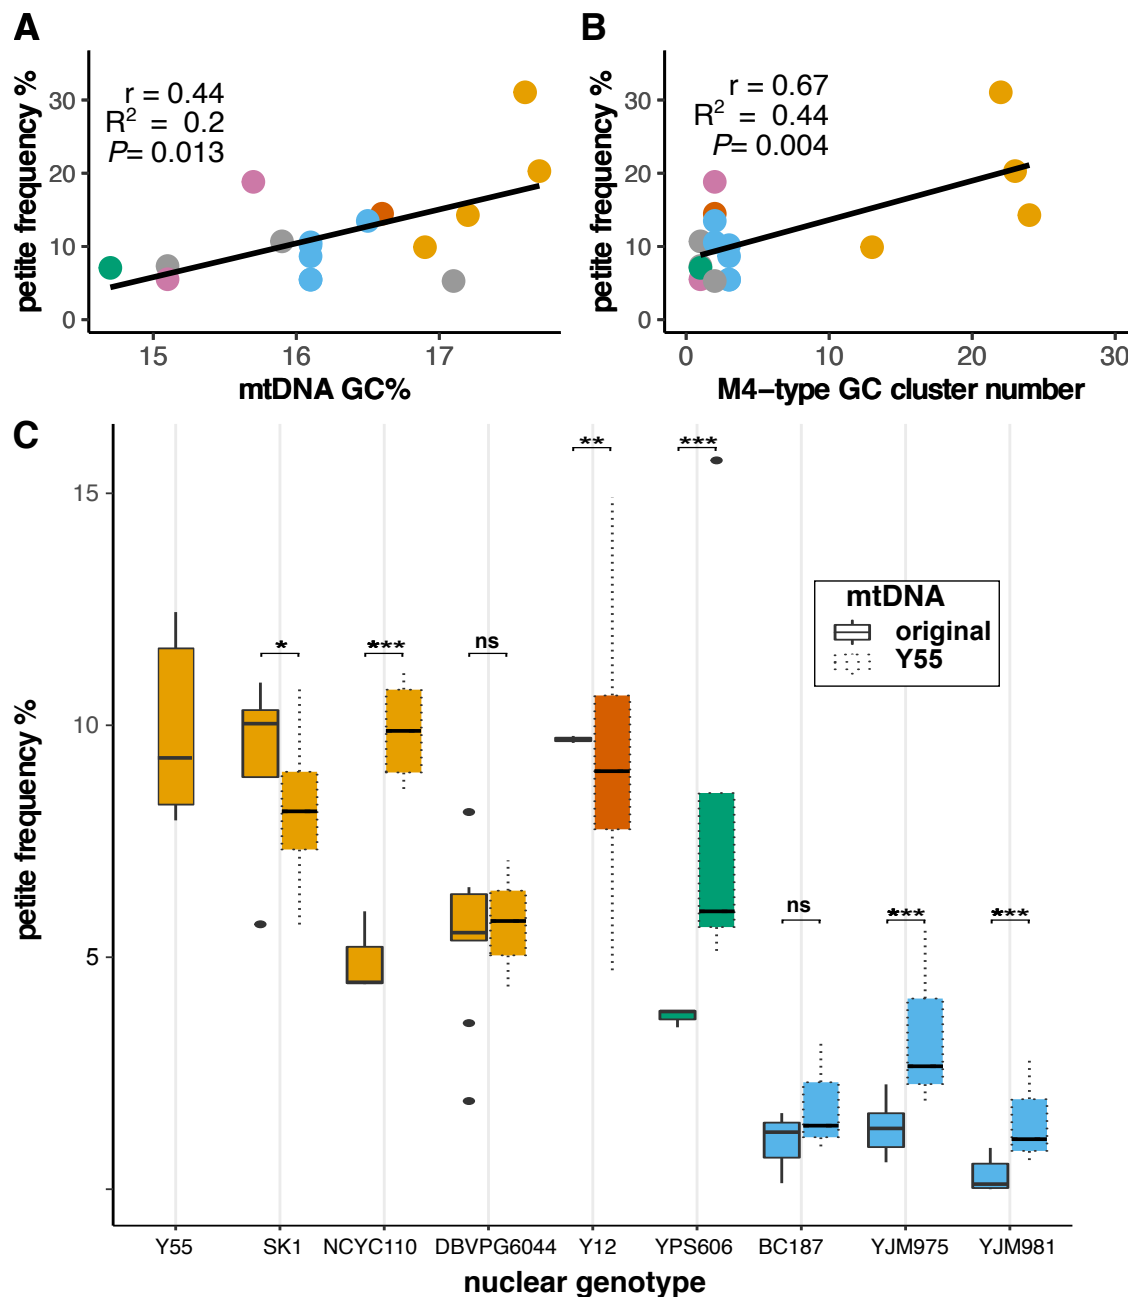 A
petite frequency %
30
20
10
0
r = 0.44
R² = 0.2
P= 0.013
15
16
17
mtDNA GC%
B
petite frequency %
30
20
10
0
r = 0.67
R² = 0.44
P= 0.004
0
10
20
30
M4−type GC cluster number
C
petite frequency %
15
10
5
*
***
ns
**
***
ns
***
***
mtDNA
original
Y55
Y55
SK1
NCYC110
DBVPG6044
Y12
YPS606
BC187
YJM975
YJM981
nuclear genotype